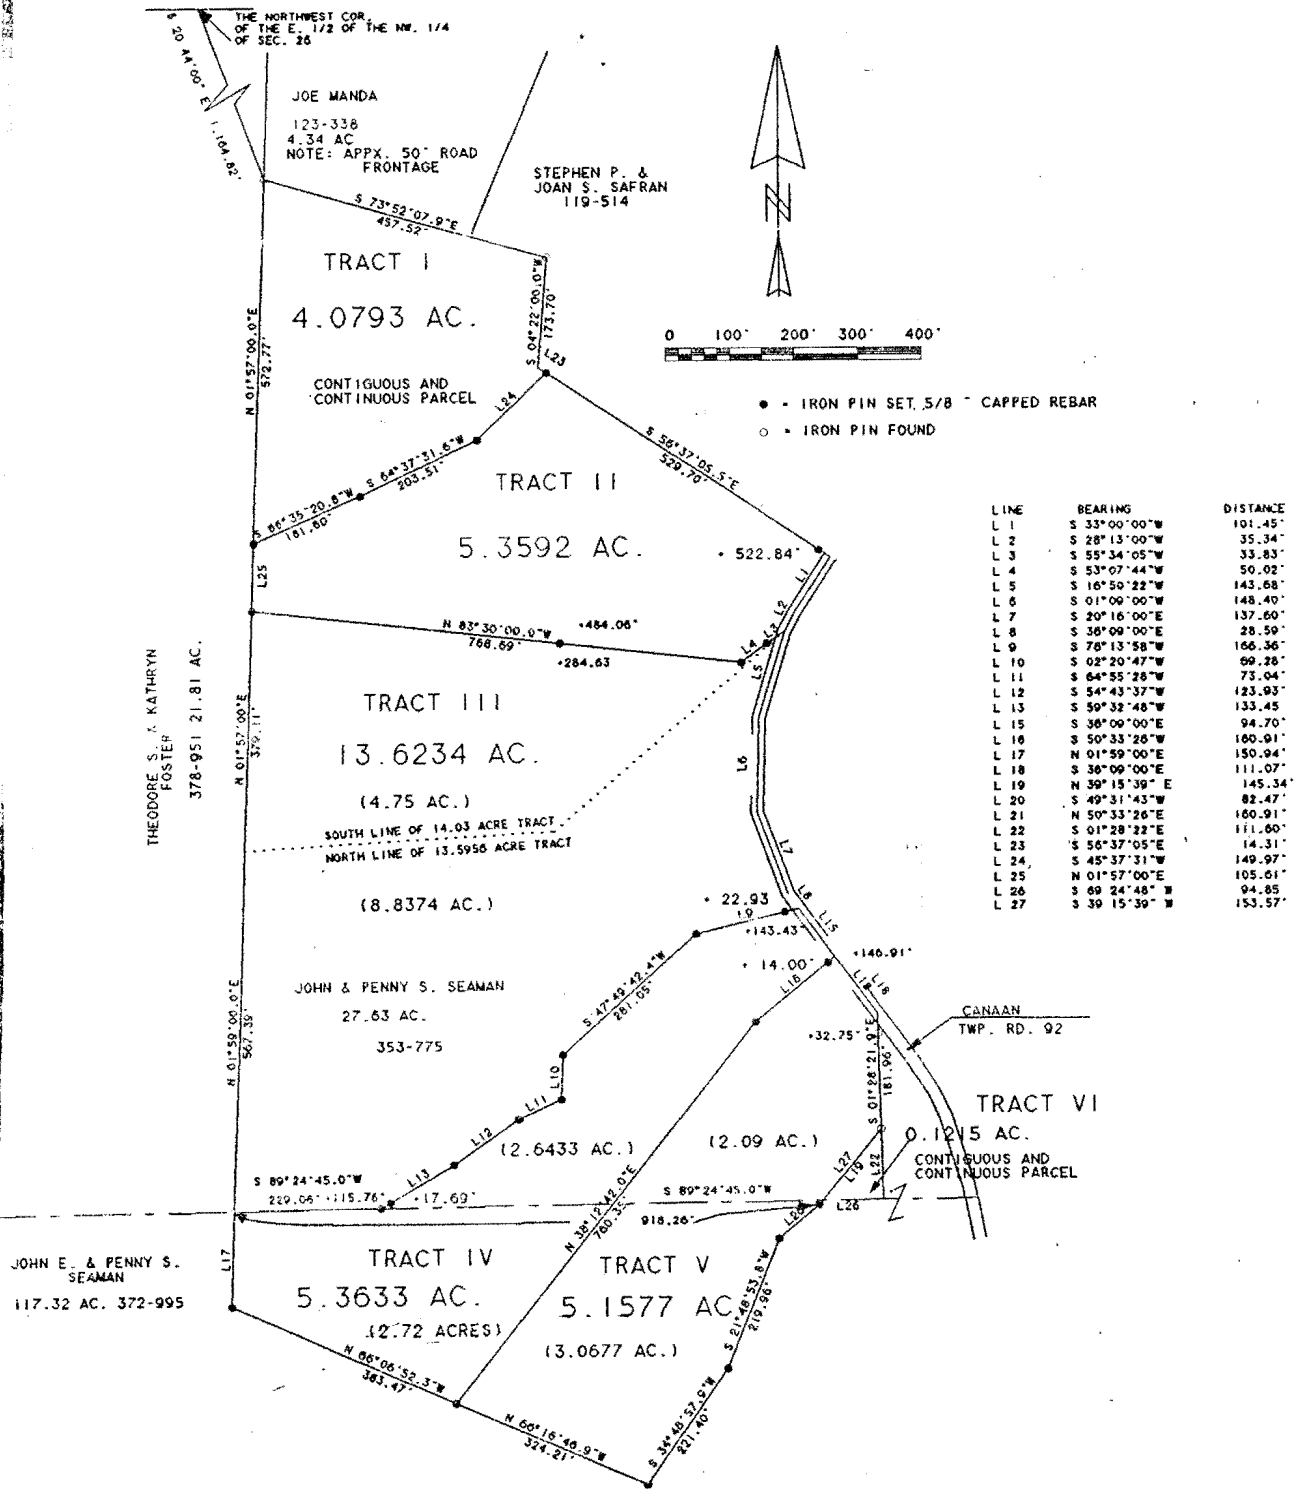 THE NORTHWEST COR.
OF THE E. 1/2 OF THE NW. 1/4
OF SEC. 26
S 20 44'00" E
1,164.82'
JOE MANDA
123-338
4.34 AC
NOTE: APPX. 50' ROAD
FRONTAGE
STEPHEN P. &
JOAN S. SAFRAN
119-514
S 73°52'07.9"E
457.52'
N
TRACT I
4.0793 AC.
S 04°22'00.0"W
173.70'
L23
N 01°57'00.0"E
572.77'
CONTIGUOUS AND
CONTINUOUS PARCEL
L24
0 100' 200' 300' 400'
● - IRON PIN SET, 5/8 " CAPPED REBAR
○ - IRON PIN FOUND
S 56°37'05.5"E
529.70'
S 64°37'31.6"W
203.51'
S 66°35'20.8"W
181.60'
TRACT II
5.3592 AC.
+ 522.84'
L25
L1
L2
L3
L4
L5
N 83°30'00.0"W
768.69'
+484.06'
+284.63
LINE BEARING DISTANCE
L 1 S 33°00'00"W 101.45'
L 2 S 28°13'00"W 35.34'
L 3 S 55°34'05"W 33.83'
L 4 S 53°07'44"W 50.02'
L 5 S 16°50'22"W 143.68'
L 6 S 01°09'00"W 148.40'
L 7 S 20°16'00"E 137.60'
L 8 S 36°09'00"E 28.59'
L 9 S 76°13'58"W 166.36'
L 10 S 02°20'47"W 69.28'
L 11 S 64°55'28"W 73.04'
L 12 S 54°43'37"W 123.93'
L 13 S 59°32'48"W 133.45
L 15 S 36°09'00"E 94.70'
L 16 S 50°33'26"W 160.91'
L 17 N 01°59'00"E 150.94'
L 18 S 36°09'00"E 111.07'
L 19 N 39°15'39" E 145.34'
L 20 S 49°31'43"W 82.47'
L 21 N 50°33'26"E 160.91'
L 22 S 01°28'22"E 111.60'
L 23 S 56°37'05"E 14.31'
L 24 S 45°37'31"W 149.97'
L 25 N 01°57'00"E 105.61'
L 26 S 69 24'48" W 94.85
L 27 S 39 15'39" W 153.57'
THEODORE S. & KATHRYN
FOSTER
378-951 21.81 AC.
N 01°57'00"E
379.11'
TRACT III
13.6234 AC.
(4.75 AC.)
L6
SOUTH LINE OF 14.03 ACRE TRACT
NORTH LINE OF 13.5956 ACRE TRACT
L7
(8.8374 AC.)
+ 22.93
L8
L15
L9
+143.43'
+146.91'
+ 14.00'
L16
L18
L18
JOHN & PENNY S. SEAMAN
27.63 AC.
353-775
N 01°59'00.0"E
567.39'
S 47°49'42.4"W
281.05'
CANAAN
TWP. RD. 92
+32.75'
S 01°28'21.9"E
181.96'
L10
L11
L12
L13
TRACT VI
0.1215 AC.
CONTIGUOUS AND
CONTINUOUS PARCEL
(2.6433 AC.)
(2.09 AC.)
L27
L19
L22
L26
S 89°24'45.0"W
229.06' +115.76'
+17.69'
S 89°24'45.0"W
918.26'
N 38°12'42.0"E
760.35'
L17
JOHN E. & PENNY S.
SEAMAN
117.32 AC. 372-995
TRACT IV
5.3633 AC.
(2.72 ACRES)
TRACT V
5.1577 AC
(3.0677 AC.)
S 21°48'53.8"W
219.96'
N 66°06'52.3"W
363.47'
N 66°16'46.9"W
324.21'
S 34°48'57.9"W
221.40'